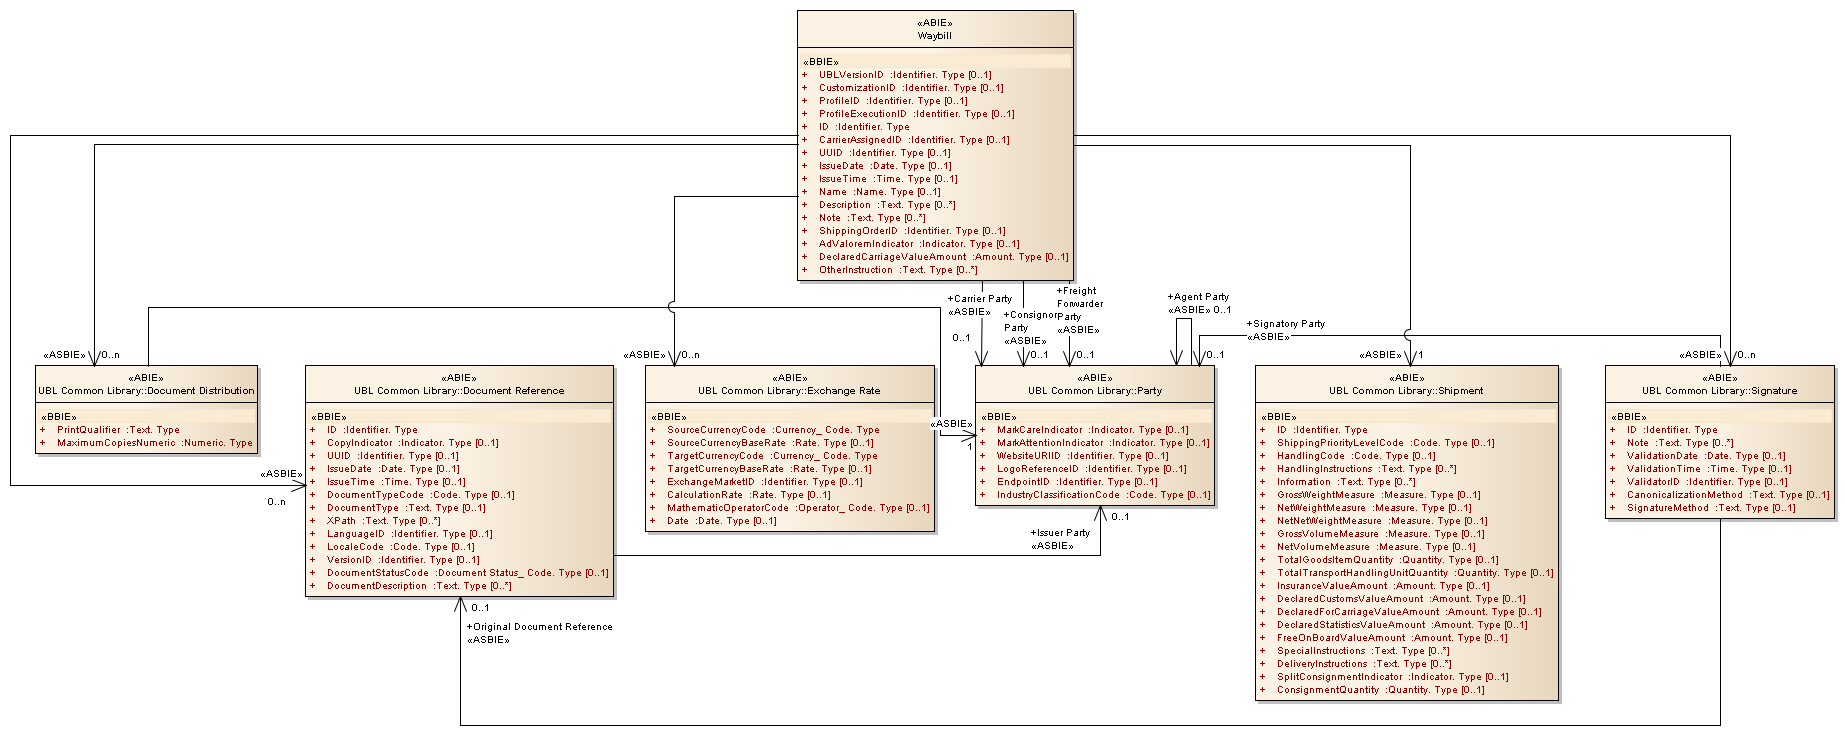 «ABIE»
Waybill
«BBIE»
+ UBLVersionID :Identifier. Type [0..1]
+ CustomizationID :Identifier. Type [0..1]
+ ProfileID :Identifier. Type [0..1]
+ ProfileExecutionID :Identifier. Type [0..1]
+ ID :Identifier. Type
+ CarrierAssignedID :Identifier. Type [0..1]
+ UUID :Identifier. Type [0..1]
+ IssueDate :Date. Type [0..1]
+ IssueTime :Time. Type [0..1]
+ Name :Name. Type [0..1]
+ Description :Text. Type [0..*]
+ Note :Text. Type [0..*]
+ ShippingOrderID :Identifier. Type [0..1]
+ AdValoremIndicator :Indicator. Type [0..1]
+ DeclaredCarriageValueAmount :Amount. Type [0..1]
+ OtherInstruction :Text. Type [0..*]
+Carrier Party
«ASBIE»
0..1
+Consignor
Party
«ASBIE»
0..1
+Freight
Forwarder
Party
«ASBIE»
0..1
+Agent Party
«ASBIE» 0..1
+Signatory Party
«ASBIE»
0..1
«ASBIE» 0..n
«ASBIE» 0..n
«ASBIE» 1
«ASBIE» 0..n
«ABIE»
UBL Common Library::Document Distribution
«BBIE»
+ PrintQualifier :Text. Type
+ MaximumCopiesNumeric :Numeric. Type
«ASBIE»
0..n
«ABIE»
UBL Common Library::Document Reference
«BBIE»
+ ID :Identifier. Type
+ CopyIndicator :Indicator. Type [0..1]
+ UUID :Identifier. Type [0..1]
+ IssueDate :Date. Type [0..1]
+ IssueTime :Time. Type [0..1]
+ DocumentTypeCode :Code. Type [0..1]
+ DocumentType :Text. Type [0..1]
+ XPath :Text. Type [0..*]
+ LanguageID :Identifier. Type [0..1]
+ LocaleCode :Code. Type [0..1]
+ VersionID :Identifier. Type [0..1]
+ DocumentStatusCode :Document Status_ Code. Type [0..1]
+ DocumentDescription :Text. Type [0..*]
0..1
+Original Document Reference
«ASBIE»
«ABIE»
UBL Common Library::Exchange Rate
«BBIE»
+ SourceCurrencyCode :Currency_ Code. Type
+ SourceCurrencyBaseRate :Rate. Type [0..1]
+ TargetCurrencyCode :Currency_ Code. Type
+ TargetCurrencyBaseRate :Rate. Type [0..1]
+ ExchangeMarketID :Identifier. Type [0..1]
+ CalculationRate :Rate. Type [0..1]
+ MathematicOperatorCode :Operator_ Code. Type [0..1]
+ Date :Date. Type [0..1]
«ASBIE»
1
«ABIE»
UBL Common Library::Party
«BBIE»
+ MarkCareIndicator :Indicator. Type [0..1]
+ MarkAttentionIndicator :Indicator. Type [0..1]
+ WebsiteURIID :Identifier. Type [0..1]
+ LogoReferenceID :Identifier. Type [0..1]
+ EndpointID :Identifier. Type [0..1]
+ IndustryClassificationCode :Code. Type [0..1]
0..1
+Issuer Party
«ASBIE»
«ABIE»
UBL Common Library::Shipment
«BBIE»
+ ID :Identifier. Type
+ ShippingPriorityLevelCode :Code. Type [0..1]
+ HandlingCode :Code. Type [0..1]
+ HandlingInstructions :Text. Type [0..*]
+ Information :Text. Type [0..*]
+ GrossWeightMeasure :Measure. Type [0..1]
+ NetWeightMeasure :Measure. Type [0..1]
+ NetNetWeightMeasure :Measure. Type [0..1]
+ GrossVolumeMeasure :Measure. Type [0..1]
+ NetVolumeMeasure :Measure. Type [0..1]
+ TotalGoodsItemQuantity :Quantity. Type [0..1]
+ TotalTransportHandlingUnitQuantity :Quantity. Type [0..1]
+ InsuranceValueAmount :Amount. Type [0..1]
+ DeclaredCustomsValueAmount :Amount. Type [0..1]
+ DeclaredForCarriageValueAmount :Amount. Type [0..1]
+ DeclaredStatisticsValueAmount :Amount. Type [0..1]
+ FreeOnBoardValueAmount :Amount. Type [0..1]
+ SpecialInstructions :Text. Type [0..*]
+ DeliveryInstructions :Text. Type [0..*]
+ SplitConsignmentIndicator :Indicator. Type [0..1]
+ ConsignmentQuantity :Quantity. Type [0..1]
«ABIE»
UBL Common Library::Signature
«BBIE»
+ ID :Identifier. Type
+ Note :Text. Type [0..*]
+ ValidationDate :Date. Type [0..1]
+ ValidationTime :Time. Type [0..1]
+ ValidatorID :Identifier. Type [0..1]
+ CanonicalizationMethod :Text. Type [0..1]
+ SignatureMethod :Text. Type [0..1]